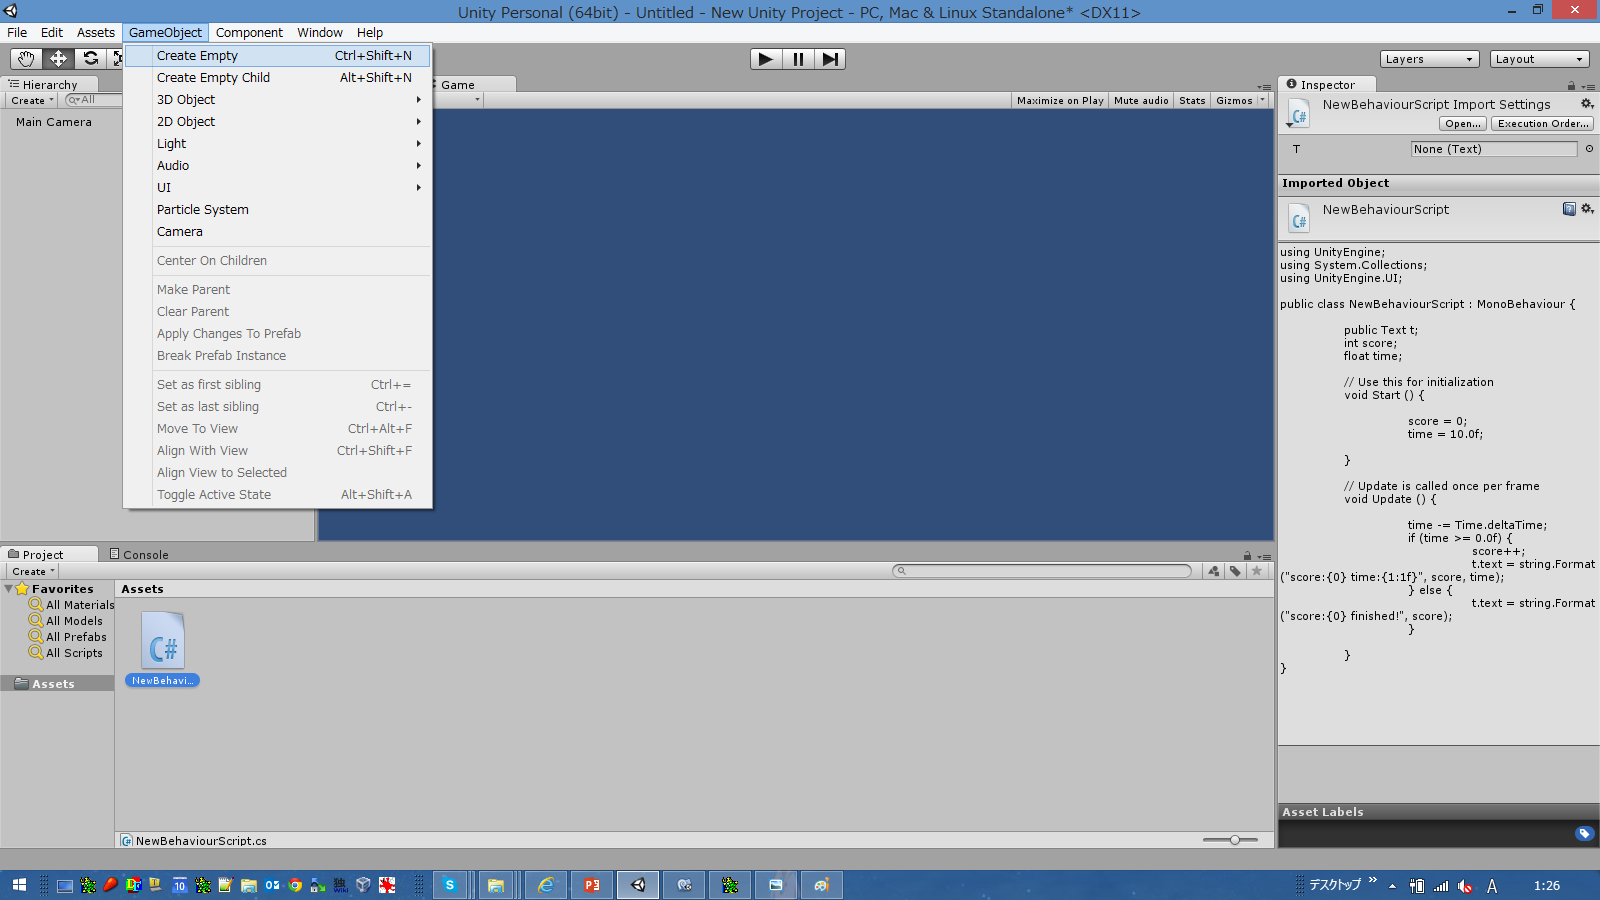 Unity Personal (64bit) - Untitled - New Unity Project - PC, Mac & Linux Standalone* <DX11>
File Edit Assets GameObject Component Window Help
Create Empty Ctrl+Shift+N
Create Empty Child Alt+Shift+N
3D Object
2D Object
Light
Audio
UI
Particle System
Camera
Center On Children
Make Parent
Clear Parent
Apply Changes To Prefab
Break Prefab Instance
Set as first sibling Ctrl+=
Set as last sibling Ctrl+-
Move To View Ctrl+Alt+F
Align With View Ctrl+Shift+F
Align View to Selected
Toggle Active State Alt+Shift+A
Layers Layout
Hierarchy
Create All
Main Camera
Game
Maximize on Play Mute audio Stats Gizmos
Inspector
NewBehaviourScript Import Settings
Open... Execution Order...
T None (Text)
Imported Object
NewBehaviourScript
using UnityEngine;
using System.Collections;
using UnityEngine.UI;
public class NewBehaviourScript : MonoBehaviour {
public Text t;
int score;
float time;
// Use this for initialization
void Start () {
score = 0;
time = 10.0f;
}
// Update is called once per frame
void Update () {
time -= Time.deltaTime;
if (time >= 0.0f) {
score++;
t.text = string.Format
("score:{0} time:{1:1f}", score, time);
} else {
t.text = string.Format
("score:{0} finished!", score);
}
}
}
Asset Labels
Project Console
Create
Favorites
All Materials
All Models
All Prefabs
All Scripts
Assets
Assets
C#
NewBehavi...
NewBehaviourScript.cs
デスクトップ A 1:26